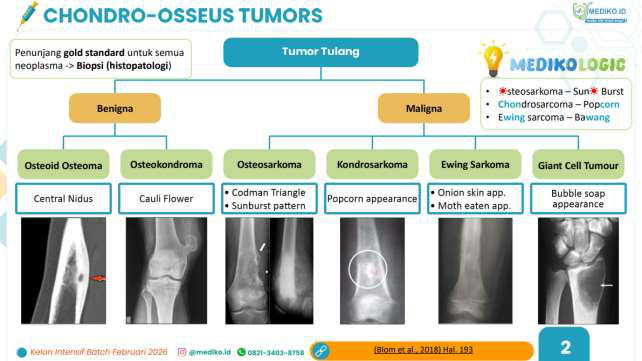 CHONDRO-OSSEUS TUMORS
MEDIKO.ID
Penunjang gold standard untuk semua
neoplasma -> Biopsi (histopatologi)
Tumor Tulang
MEDIKOLOGIC
• Osteosarkoma – Sun Burst
• Chondrosarcoma – Popcorn
• Ewing sarcoma – Bawang
Benigna
Maligna
Osteoid Osteoma
Osteokondroma
Osteosarkoma
Kondrosarkoma
Ewing Sarkoma
Giant Cell Tumour
Central Nidus
Cauli Flower
• Codman Triangle
• Sunburst pattern
Popcorn appearance
• Onion skin app.
• Moth eaten app.
Bubble soap
appearance
Kelon Intensif Batch Februari 2026
@mediko.id
0821-3403-8758
(Blom et al., 2018) Hal. 193
2